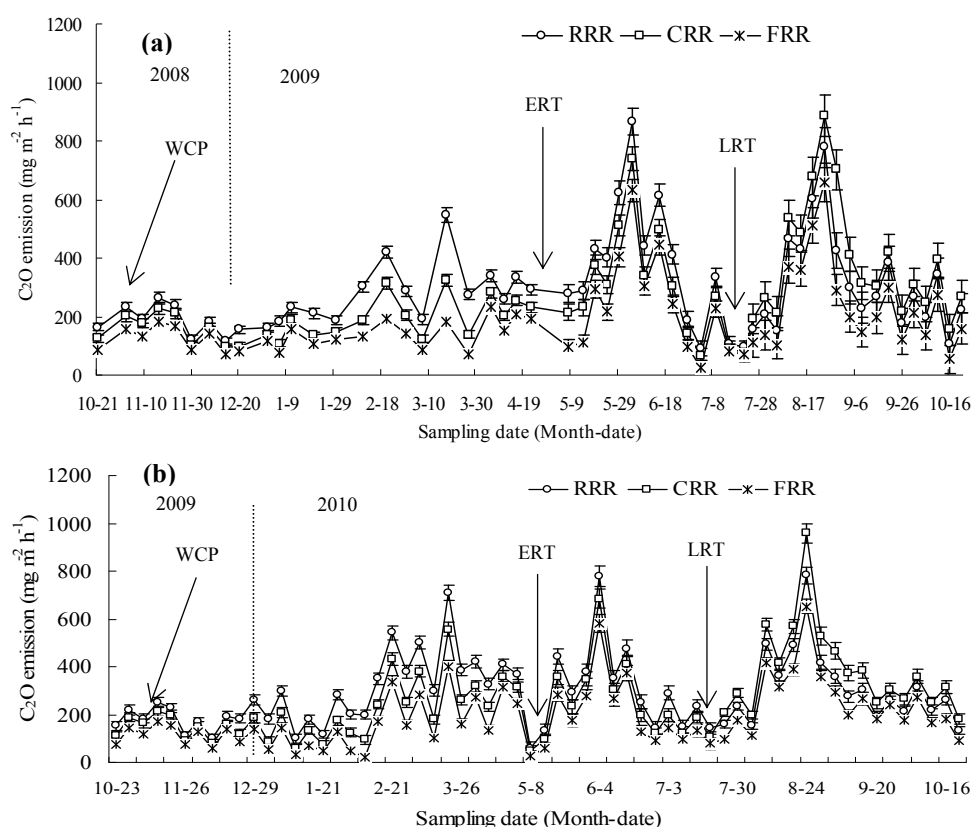 (a)
RRR CRR FRR
2008 2009
WCP ERT LRT
C2O emission (mg m-2 h-1)
1200
1000
800
600
400
200
0
10-21 11-10 11-30 12-20 1-9 1-29 2-18 3-10 3-30 4-19 5-9 5-29 6-18 7-8 7-28 8-17 9-6 9-26 10-16
Sampling date (Month-date)
(b)
RRR CRR FRR
2009 2010
WCP ERT LRT
C2O emission (mg m-2 h-1)
1200
1000
800
600
400
200
0
10-23 11-26 12-29 1-21 2-21 3-26 5-8 6-4 7-3 7-30 8-24 9-20 10-16
Sampling date (Month-date)